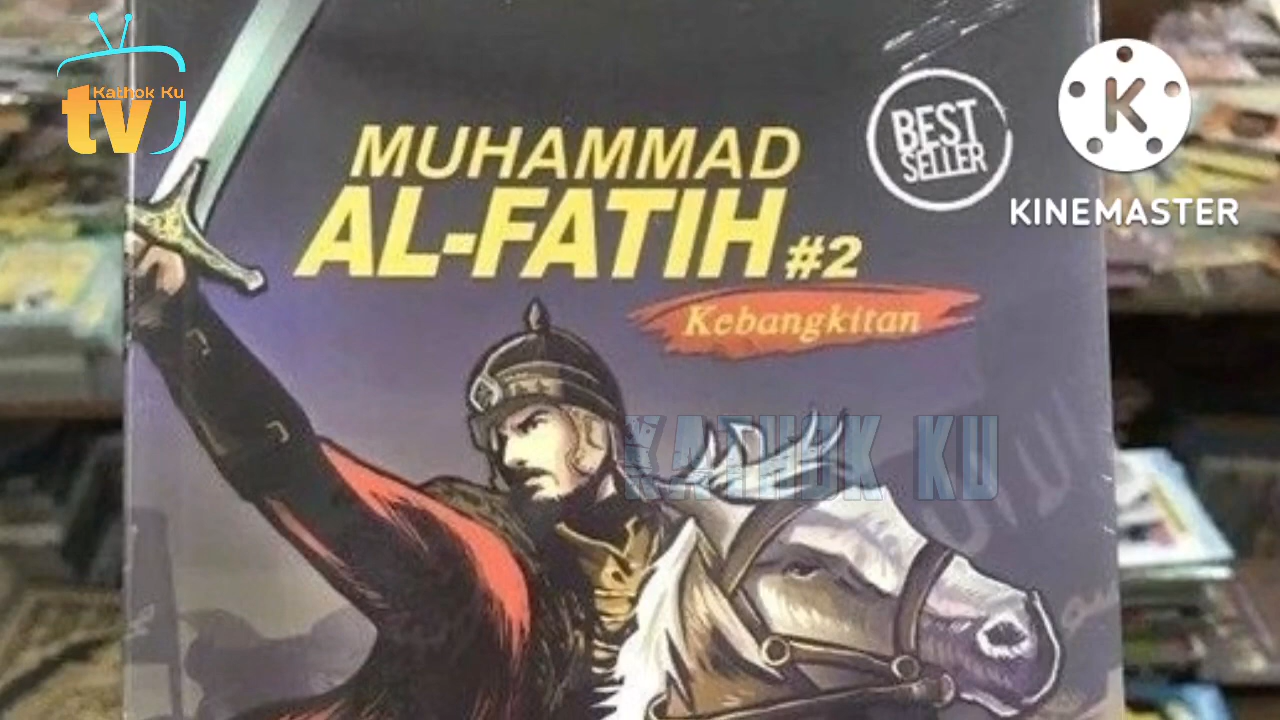 Kathok Ku
tv
MUHAMMAD
AL-FATIH #2
Kebangkitan
BEST
SELLER
K
KINEMASTER
KATHOK KU